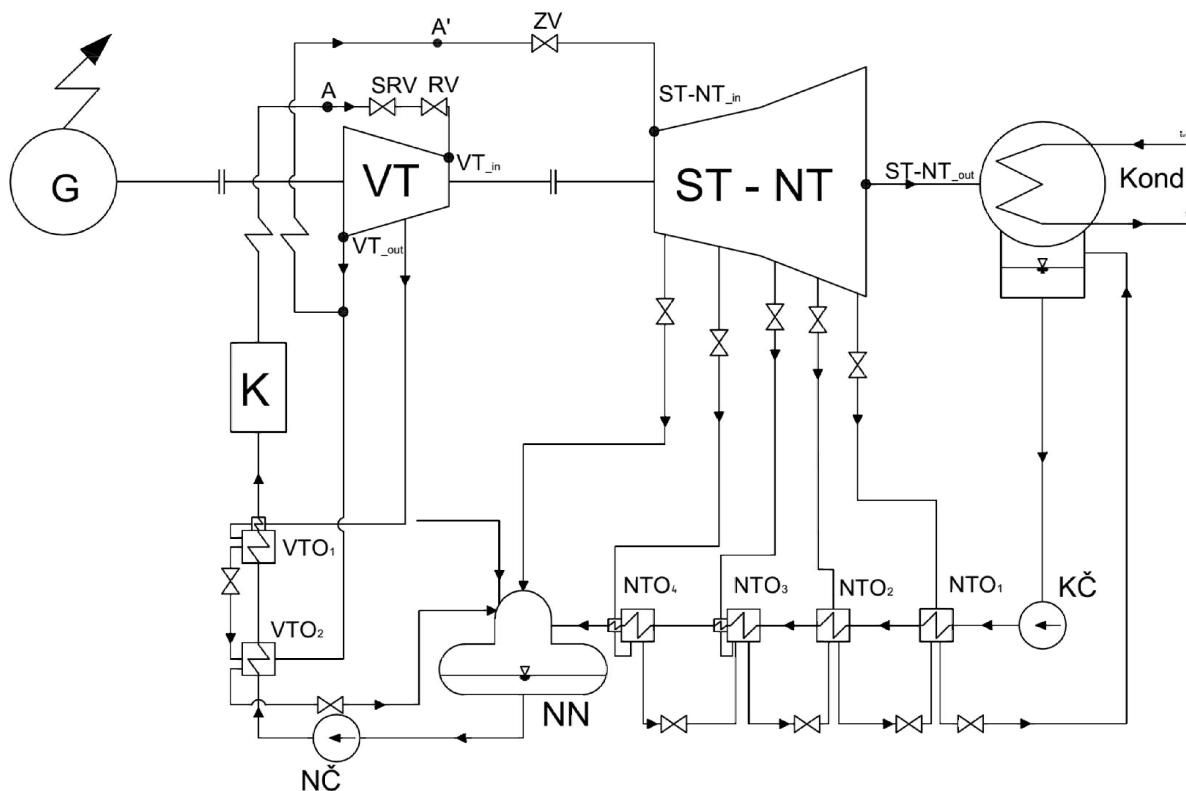 A'
ZV
A
SRV
RV
ST-NT_in
G
VT
VT_in
ST - NT
ST-NT_out
Kond
VT_out
K
VTO₁
NTO₄
NTO₃
NTO₂
NTO₁
KČ
VTO₂
NN
NČ